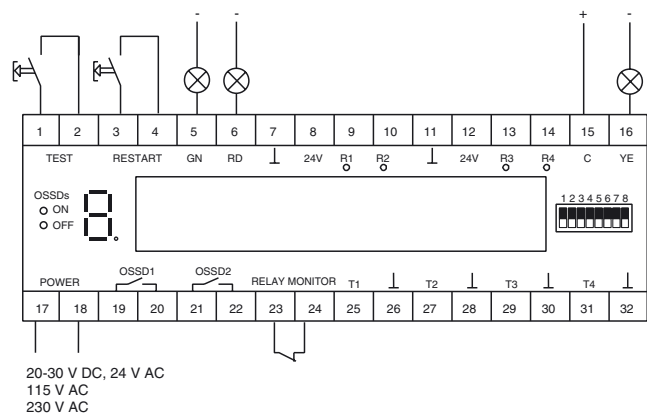 - - + -
1 2 3 4 5 6 7 8 9 10 11 12 13 14 15 16
TEST RESTART GN RD ⊥ 24V R1 R2 ⊥ 24V R3 R4 C YE
OSSDs
ON
OFF
8.
1 2 3 4 5 6 7 8
POWER OSSD1 OSSD2 RELAY MONITOR T1 ⊥ T2 ⊥ T3 ⊥ T4 ⊥
17 18 19 20 21 22 23 24 25 26 27 28 29 30 31 32
20-30 V DC, 24 V AC
115 V AC
230 V AC